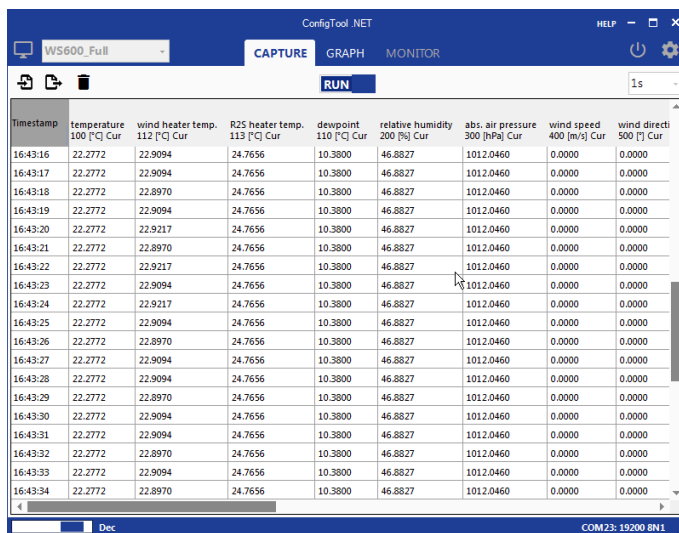 ConfigTool .NET
HELP
WS600_Full
CAPTURE GRAPH MONITOR
RUN
1s
Timestamp temperature wind heater temp. R2S heater temp. dewpoint relative humidity abs. air pressure wind speed wind directi
100 [°C] Cur 112 [°C] Cur 113 [°C] Cur 110 [°C] Cur 200 [%] Cur 300 [hPa] Cur 400 [m/s] Cur 500 [°] Cur
16:43:16 22.2772 22.9094 24.7656 10.3800 46.8827 1012.0460 0.0000 0.0000
16:43:17 22.2772 22.9094 24.7656 10.3800 46.8827 1012.0460 0.0000 0.0000
16:43:18 22.2772 22.8970 24.7656 10.3800 46.8827 1012.0460 0.0000 0.0000
16:43:19 22.2772 22.9094 24.7656 10.3800 46.8827 1012.0460 0.0000 0.0000
16:43:20 22.2772 22.9217 24.7656 10.3800 46.8827 1012.0460 0.0000 0.0000
16:43:21 22.2772 22.8970 24.7656 10.3800 46.8827 1012.0460 0.0000 0.0000
16:43:22 22.2772 22.9217 24.7656 10.3800 46.8827 1012.0460 0.0000 0.0000
16:43:23 22.2772 22.9094 24.7656 10.3800 46.8827 1012.0460 0.0000 0.0000
16:43:24 22.2772 22.9217 24.7656 10.3800 46.8827 1012.0460 0.0000 0.0000
16:43:25 22.2772 22.9094 24.7656 10.3800 46.8827 1012.0460 0.0000 0.0000
16:43:26 22.2772 22.8970 24.7656 10.3800 46.8827 1012.0460 0.0000 0.0000
16:43:27 22.2772 22.9094 24.7656 10.3800 46.8827 1012.0460 0.0000 0.0000
16:43:28 22.2772 22.9094 24.7656 10.3800 46.8827 1012.0460 0.0000 0.0000
16:43:29 22.2772 22.8970 24.7656 10.3800 46.8827 1012.0460 0.0000 0.0000
16:43:30 22.2772 22.9094 24.7656 10.3800 46.8827 1012.0460 0.0000 0.0000
16:43:31 22.2772 22.9094 24.7656 10.3800 46.8827 1012.0460 0.0000 0.0000
16:43:32 22.2772 22.8970 24.7656 10.3800 46.8827 1012.0460 0.0000 0.0000
16:43:33 22.2772 22.9094 24.7656 10.3800 46.8827 1012.0460 0.0000 0.0000
16:43:34 22.2772 22.8970 24.7656 10.3800 46.8827 1012.0460 0.0000 0.0000
Dec
COM23: 19200 8N1